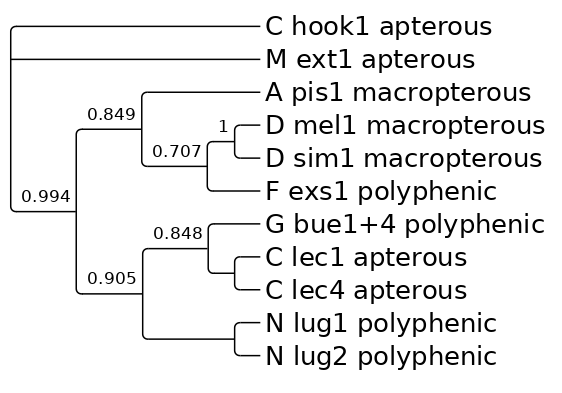 C hook1 apterous
M ext1 apterous
A pis1 macropterous
0.849
1
D mel1 macropterous
0.707
D sim1 macropterous
F exs1 polyphenic
0.994
G bue1+4 polyphenic
0.848
C lec1 apterous
0.905
C lec4 apterous
N lug1 polyphenic
N lug2 polyphenic